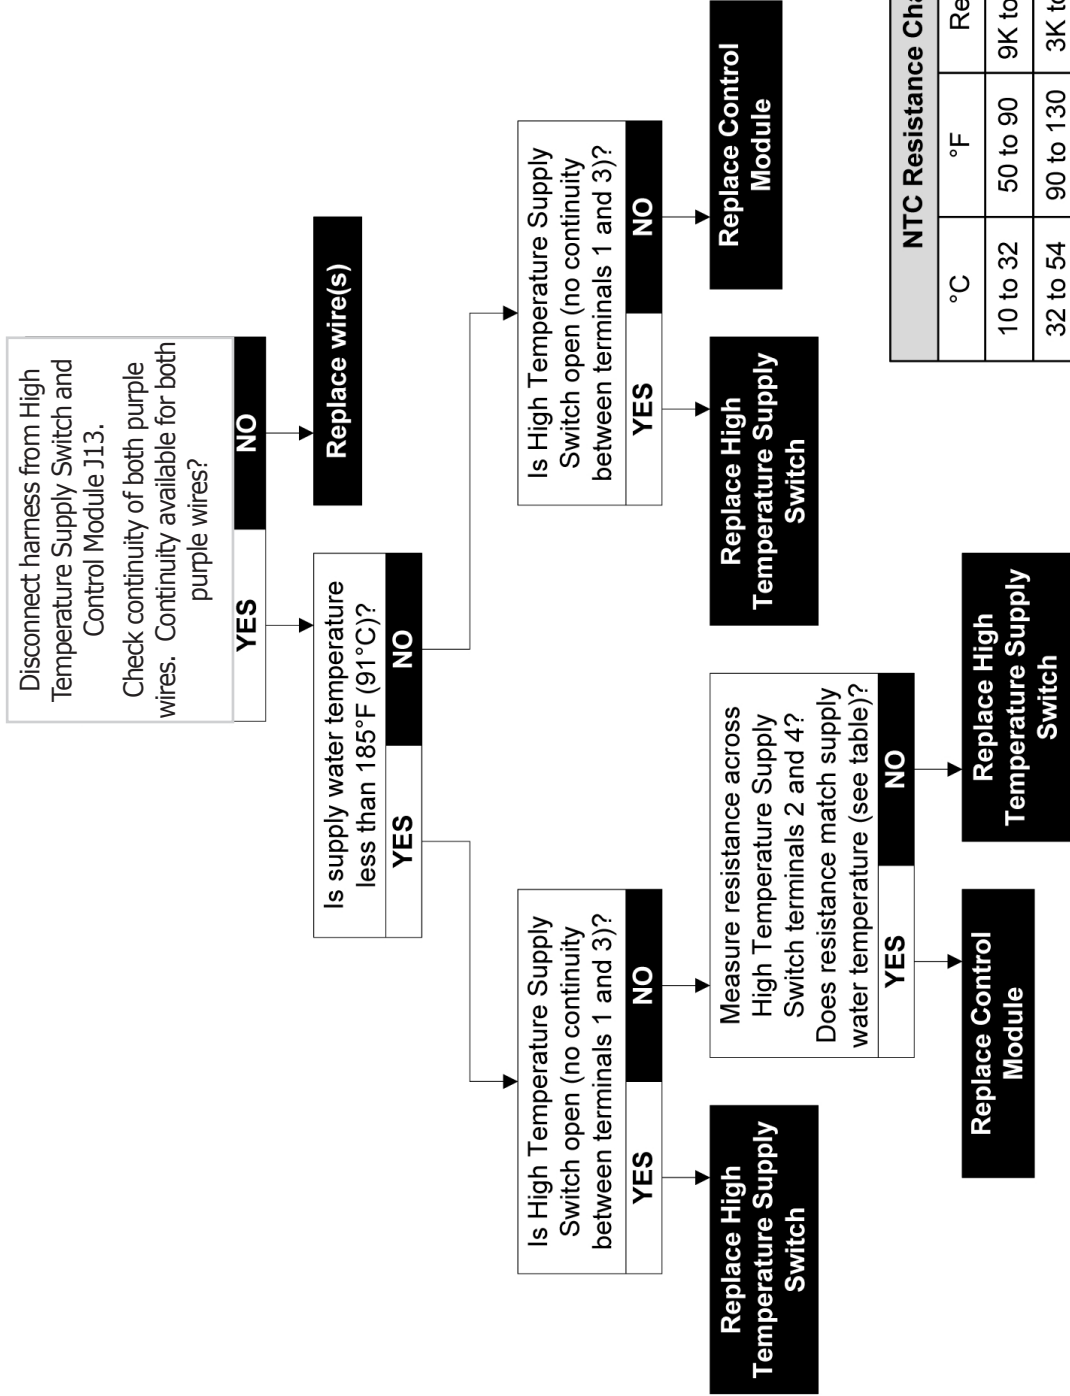 Disconnect harness from High
Temperature Supply Switch and
Control Module J13.
Check continuity of both purple
wires. Continuity available for both
purple wires?
YES
NO
Replace wire(s)
Is supply water temperature
less than 185°F (91°C)?
YES
NO
Is High Temperature Supply
Switch open (no continuity
between terminals 1 and 3)?
YES
NO
Is High Temperature Supply
Switch open (no continuity
between terminals 1 and 3)?
YES
NO
Replace High
Temperature Supply
Switch
Measure resistance across
High Temperature Supply
Switch terminals 2 and 4?
Does resistance match supply
water temperature (see table)?
YES
NO
Replace High
Temperature Supply
Switch
Replace Control
Module
Replace Control
Module
Replace High
Temperature Supply
Switch
NTC Resistance
°C °F
10 to 32 50 to 90 9K to
32 to 54 90 to 130 3K